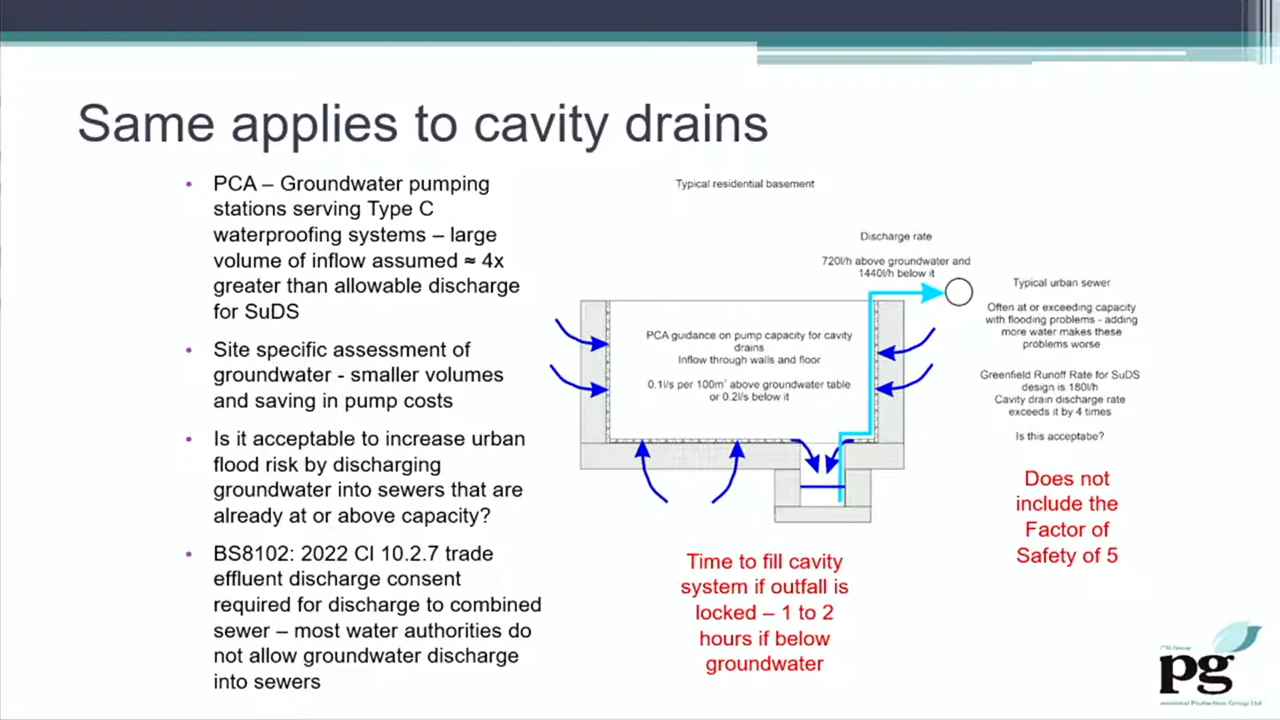 Same applies to cavity drains
• PCA – Groundwater pumping
stations serving Type C
waterproofing systems – large
volume of inflow assumed ≈ 4x
greater than allowable discharge
for SuDS
• Site specific assessment of
groundwater - smaller volumes
and saving in pump costs
• Is it acceptable to increase urban
flood risk by discharging
groundwater into sewers that are
already at or above capacity?
• BS8102: 2022 Cl 10.2.7 trade
effluent discharge consent
required for discharge to combined
sewer – most water authorities do
not allow groundwater discharge
into sewers
Typical residential basement
Discharge rate
720l/h above groundwater and
1440l/h below it
PCA guidance on pump capacity for cavity
drains
Inflow through walls and floor
0.1l/s per 100m² above groundwater table
or 0.2l/s below it
Typical urban sewer
Often at or exceeding capacity
with flooding problems - adding
more water makes these
problems worse
Greenfield Runoff Rate for SuDS
design is 180l/h
Cavity drain discharge rate
exceeds it by 4 times
Is this acceptabe?
Does not
include the
Factor of
Safety of 5
Time to fill cavity
system if outfall is
locked – 1 to 2
hours if below
groundwater
pg
Protection Group Ltd